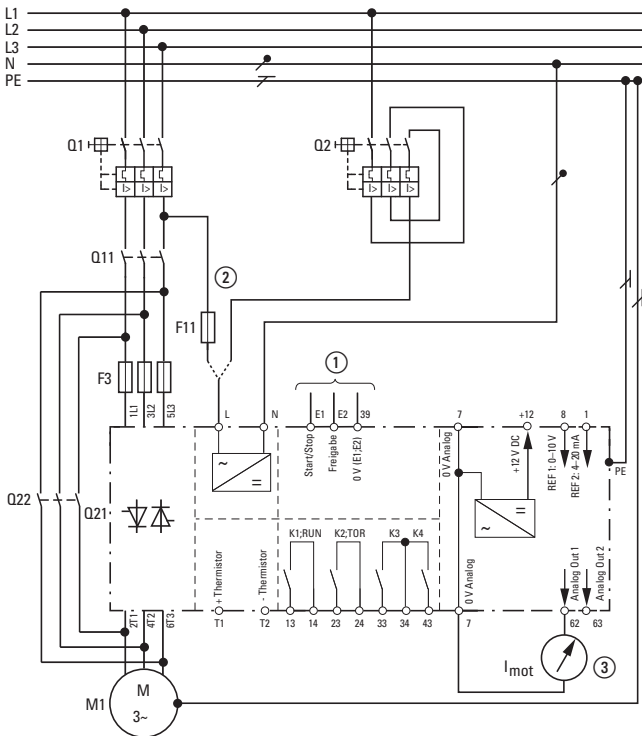 L1
L2
L3
N
PE
Q1
I> I> I>
Q2
I> I> I>
Q11
2
F11
F3
1L1
3L2
5L3
1
L
N
E1
E2
39
7
+12
8
1
Start/Stop
Freigabe
0 V (E1;E2)
0 V Analog
+12 V DC
REF 1: 0–10 V
REF 2: 4–20 mA
PE
~
=
~
=
Q22
Q21
K1;RUN
K2;TOR
K3
K4
+ Thermistor
- Thermistor
0 V Analog
Analog Out 1
Analog Out 2
2T1
4T2
6T3
T1
T2
13
14
23
24
33
34
43
7
62
63
Imot
3
M1
M
3~